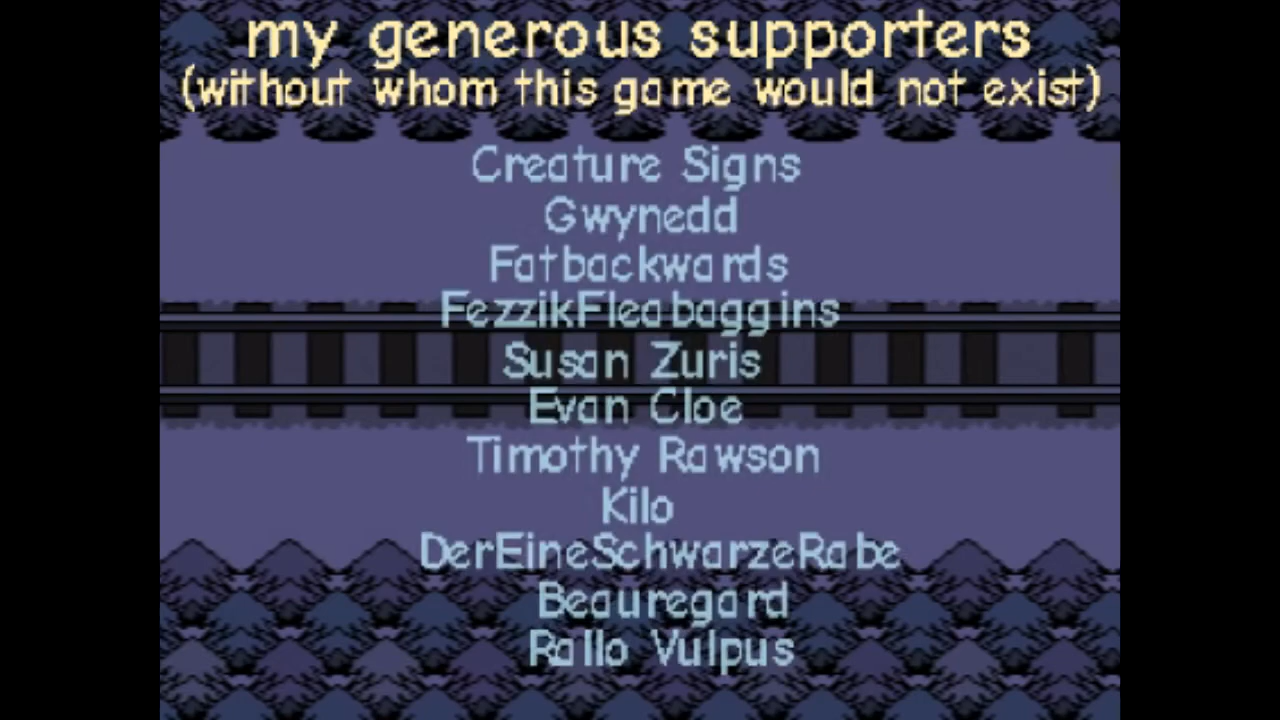 my generous supporters
(without whom this game would not exist)
Creature Signs
Gwynedd
Fatbackwards
FezzikFleabaggins
Susan Zuris
Evan Cloe
Timothy Rawson
Kilo
DerEineSchwarzeRabe
Beauregard
Rallo Vulpus